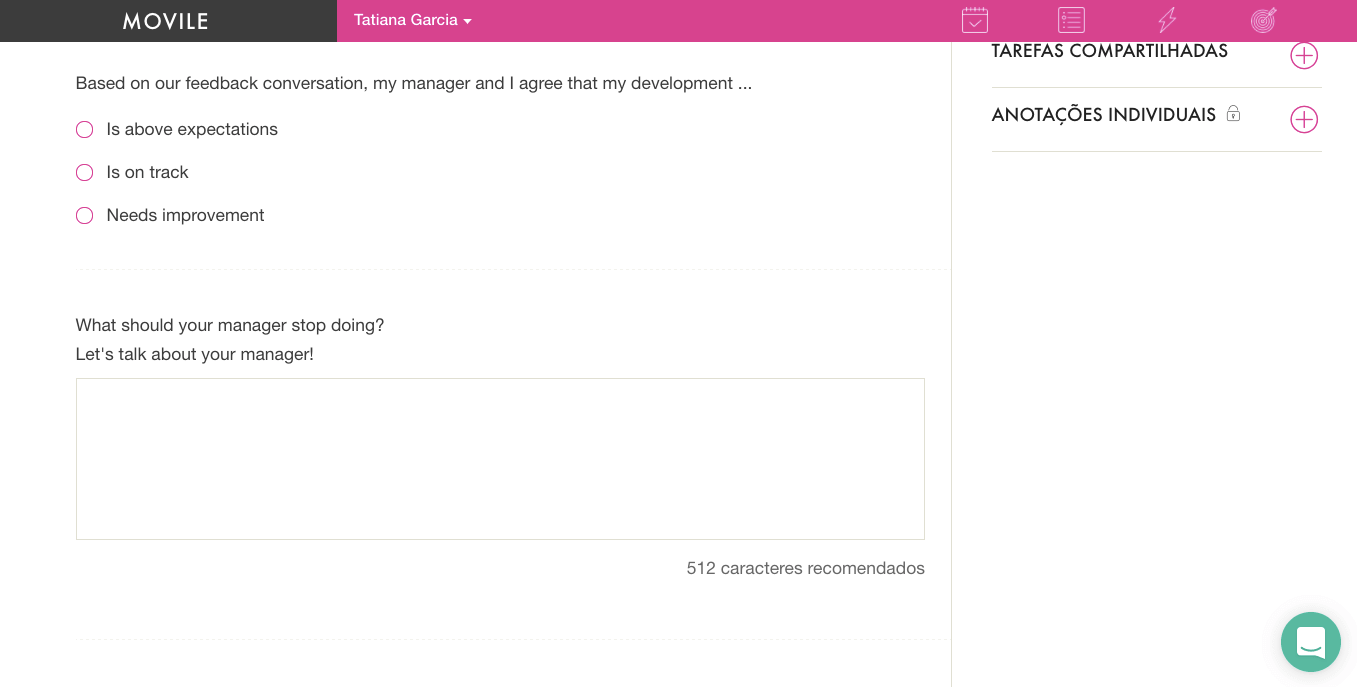 MOVILE
Tatiana Garcia
Based on our feedback conversation, my manager and I agree that my development ...
Is above expectations
Is on track
Needs improvement
What should your manager stop doing?
Let's talk about your manager!
512 caracteres recomendados
TAREFAS COMPARTILHADAS
ANOTAÇÕES INDIVIDUAIS